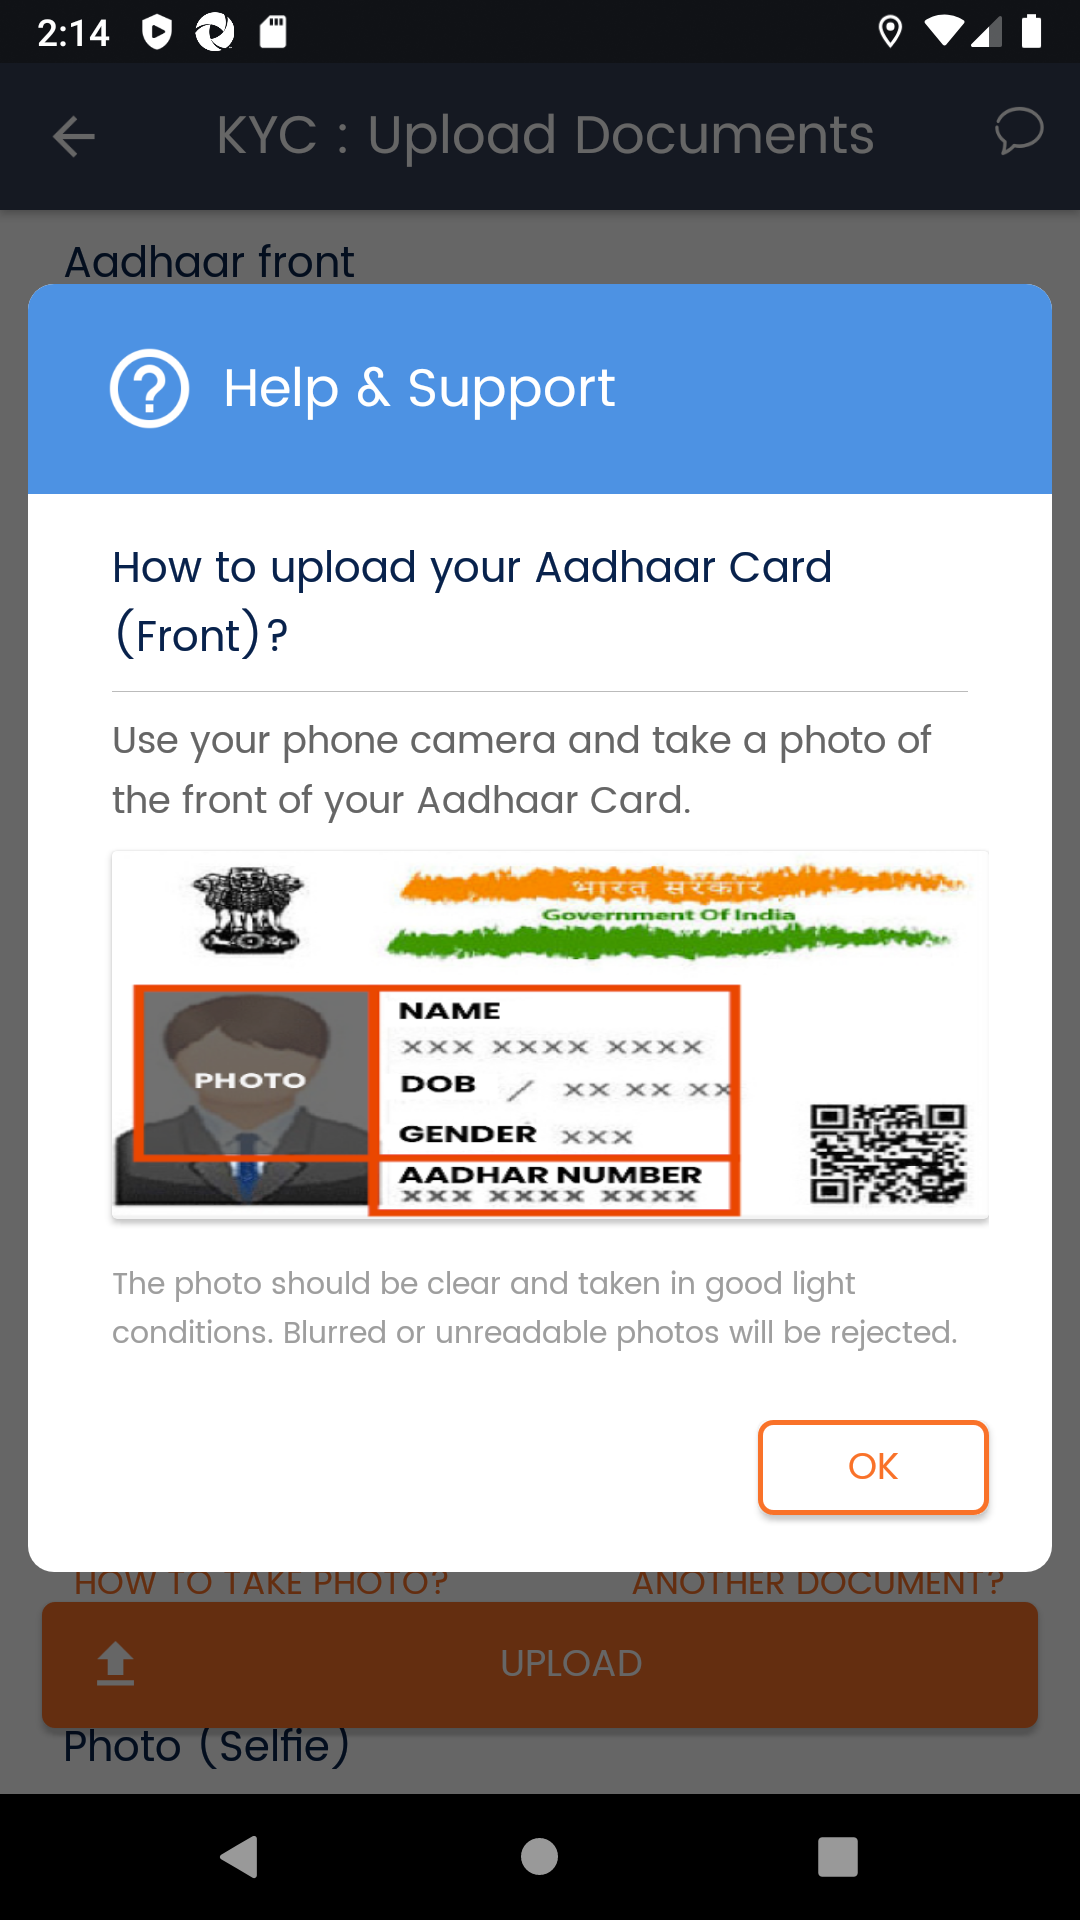 2:14
KYC : Upload Documents
Aadhaar front
Help & Support
How to upload your Aadhaar Card
(Front)?
Use your phone camera and take a photo of
the front of your Aadhaar Card.
भारत सरकार
Government Of India
PHOTO
NAME
XXX XXXX XXXX
DOB / XX XX XX
GENDER XXX
AADHAR NUMBER
XXX XXXX XXXX
The photo should be clear and taken in good light
conditions. Blurred or unreadable photos will be rejected.
OK
HOW TO TAKE PHOTO? ANOTHER DOCUMENT?
UPLOAD
Photo (Selfie)